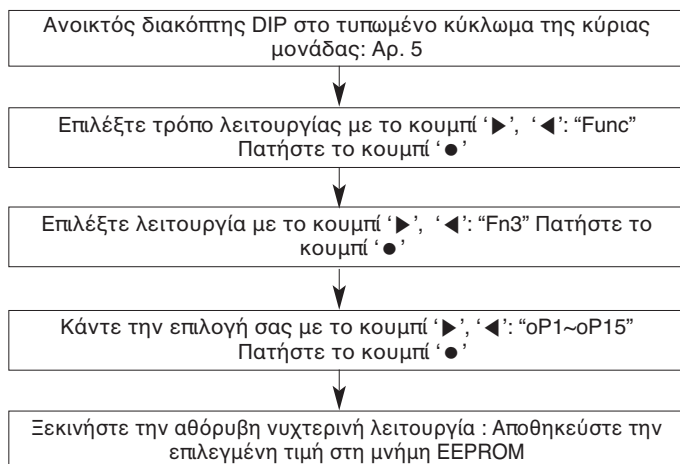 Ανοικτός διακόπτης DIP στο τυπωμένο κύκλωμα της κύριας
μονάδας: Αρ. 5
Επιλέξτε τρόπο λειτουργίας με το κουμπί ‘▶’, ‘◀’: “Func”
Πατήστε το κουμπί ‘●’
Επιλέξτε λειτουργία με το κουμπί ‘▶’, ‘◀’: “Fn3” Πατήστε το
κουμπί ‘●’
Κάντε την επιλογή σας με το κουμπί ‘▶’, ‘◀’: “oP1~oP15”
Πατήστε το κουμπί ‘●’
Ξεκινήστε την αθόρυβη νυχτερινή λειτουργία : Αποθηκεύστε την
επιλεγμένη τιμή στη μνήμη EEPROM